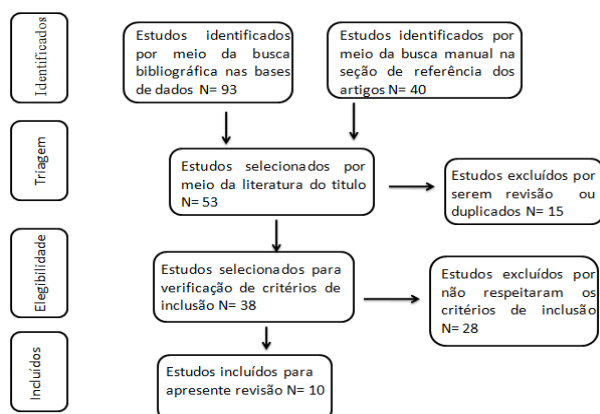 Identificados
Estudos identificados
por meio da busca
bibliográfica nas bases
de dados N= 93
Estudos identificados por
meio da busca manual na
seção de referência dos
artigos N= 40
Triagem
Estudos selecionados por
meio da literatura do titulo
N= 53
Estudos excluídos por
serem revisão ou
duplicados N= 15
Elegibilidade
Estudos selecionados para
verificação de critérios de
inclusão N= 38
Estudos excluídos por
não respeitaram os
critérios de inclusão
N= 28
Incluídos
Estudos incluídos para
apresente revisão N= 10